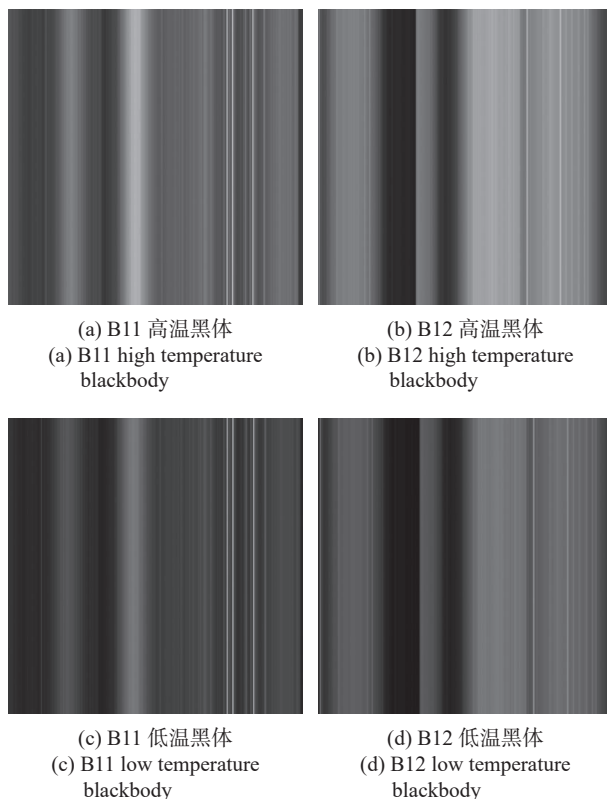 (a) B11 高温黑体
(b) B12 高温黑体
(a) B11 high temperature
blackbody
(b) B12 high temperature
blackbody
(c) B11 低温黑体
(d) B12 低温黑体
(c) B11 low temperature
blackbody
(d) B12 low temperature
blackbody